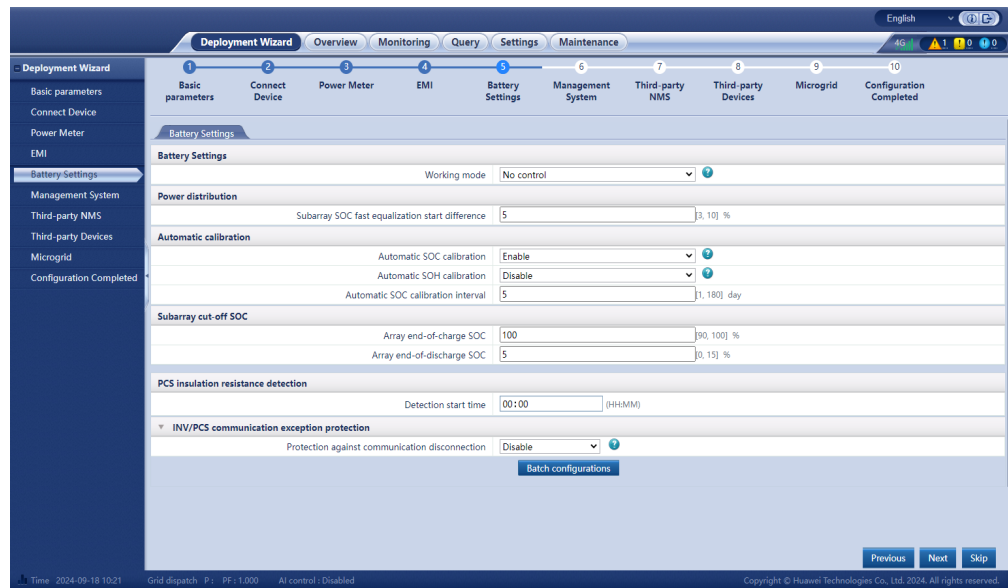 English
Deployment Wizard Overview Monitoring Query Settings Maintenance
4G 1 0 0
Deployment Wizard
Basic parameters
Connect Device
Power Meter
EMI
Battery Settings
Management System
Third-party NMS
Third-party Devices
Microgrid
Configuration Completed
1 2 3 4 5 6 7 8 9 10
Basic parameters
Connect Device
Power Meter
EMI
Battery Settings
Management System
Third-party NMS
Third-party Devices
Microgrid
Configuration Completed
Battery Settings
Battery Settings
Working mode No control
Power distribution
Subarray SOC fast equalization start difference 5 [3, 10] %
Automatic calibration
Automatic SOC calibration Enable
Automatic SOH calibration Disable
Automatic SOC calibration interval 5 [1, 180] day
Subarray cut-off SOC
Array end-of-charge SOC 100 [90, 100] %
Array end-of-discharge SOC 5 [0, 15] %
PCS insulation resistance detection
Detection start time 00:00 (HH:MM)
INV/PCS communication exception protection
Protection against communication disconnection Disable
Batch configurations
Previous Next Skip
Time 2024-09-18 10:21 Grid dispatch P : PF : 1.000 AI control : Disabled Copyright © Huawei Technologies Co., Ltd. 2024. All rights reserved.